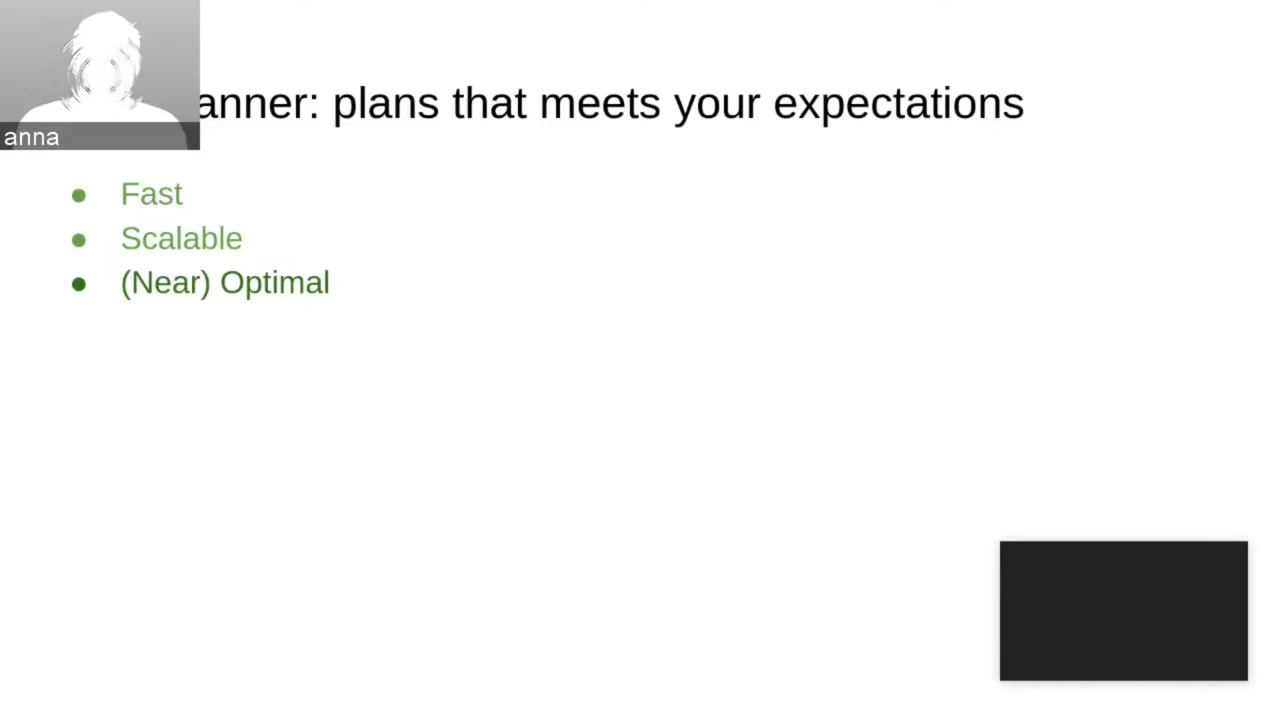 anner: plans that meets your expectations
anna
● Fast
● Scalable
● (Near) Optimal